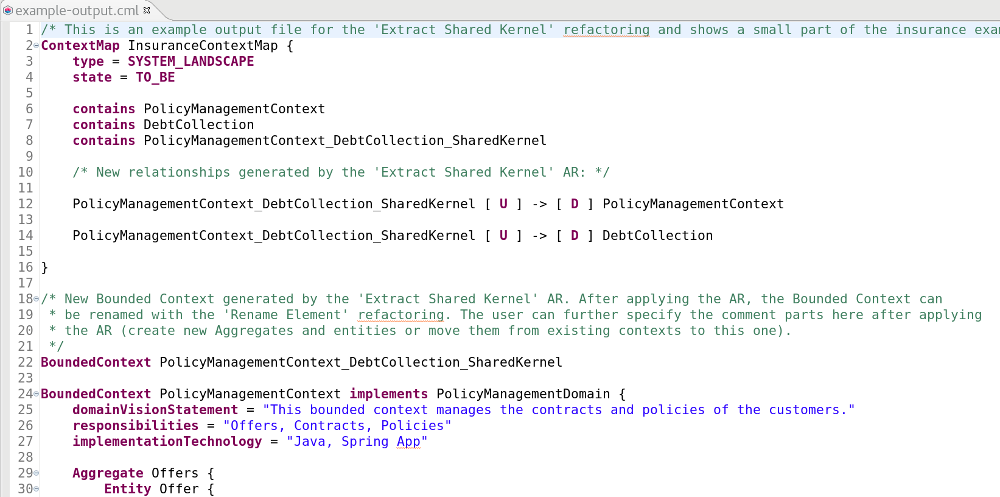 example-output.cml
1 /* This is an example output file for the 'Extract Shared Kernel' refactoring and shows a small part of the insurance exa
2 ContextMap InsuranceContextMap {
3 type = SYSTEM_LANDSCAPE
4 state = TO_BE
5
6 contains PolicyManagementContext
7 contains DebtCollection
8 contains PolicyManagementContext_DebtCollection_SharedKernel
9
10 /* New relationships generated by the 'Extract Shared Kernel' AR: */
11
12 PolicyManagementContext_DebtCollection_SharedKernel [ U ] -> [ D ] PolicyManagementContext
13
14 PolicyManagementContext_DebtCollection_SharedKernel [ U ] -> [ D ] DebtCollection
15
16 }
17
18 /* New Bounded Context generated by the 'Extract Shared Kernel' AR. After applying the AR, the Bounded Context can
19 * be renamed with the 'Rename Element' refactoring. The user can further specify the comment parts here after applying
20 * the AR (create new Aggregates and entities or move them from existing contexts to this one).
21 */
22 BoundedContext PolicyManagementContext_DebtCollection_SharedKernel
23
24 BoundedContext PolicyManagementContext implements PolicyManagementDomain {
25 domainVisionStatement = "This bounded context manages the contracts and policies of the customers."
26 responsibilities = "Offers, Contracts, Policies"
27 implementationTechnology = "Java, Spring App"
28
29 Aggregate Offers {
30 Entity Offer {